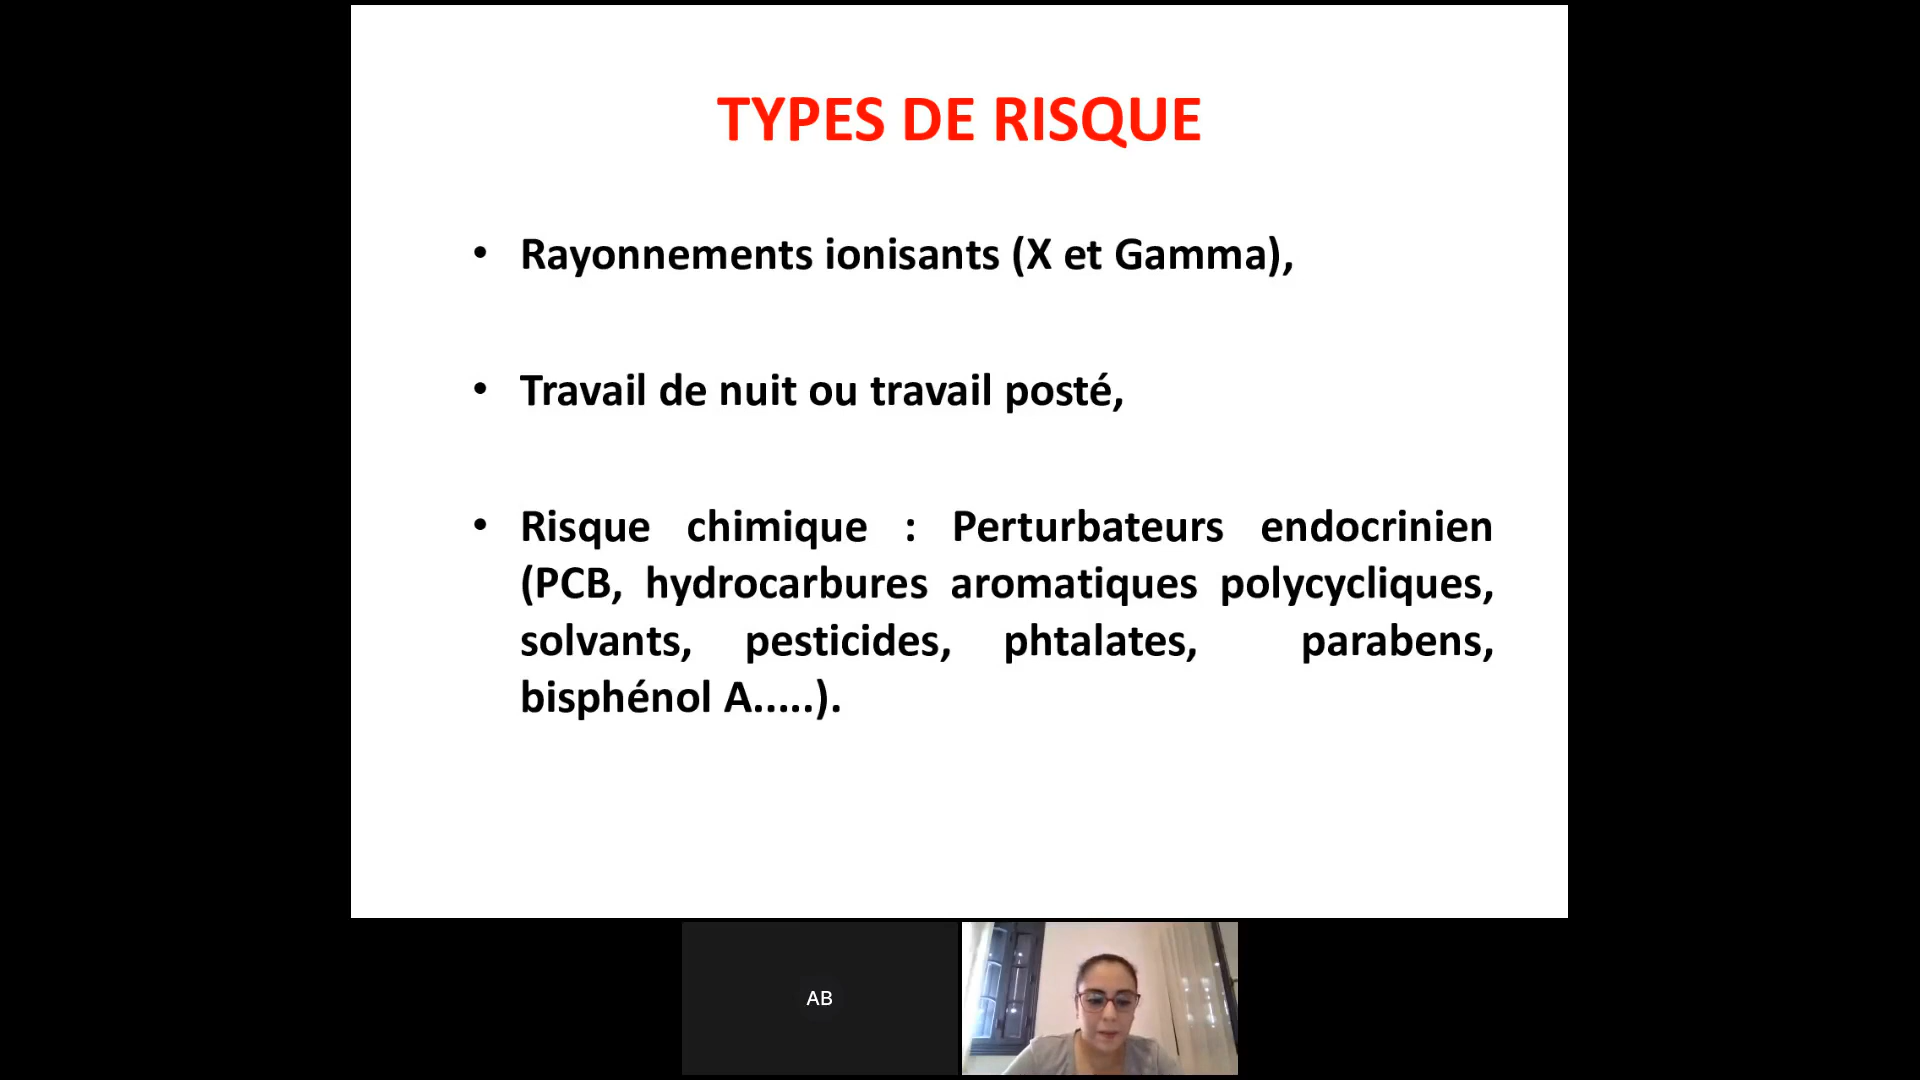 TYPES DE RISQUE
• Rayonnements ionisants (X et Gamma),
• Travail de nuit ou travail posté,
• Risque chimique : Perturbateurs endocrinien
(PCB, hydrocarbures aromatiques polycycliques,
solvants, pesticides, phtalates, parabens,
bisphénol A.....).
AB